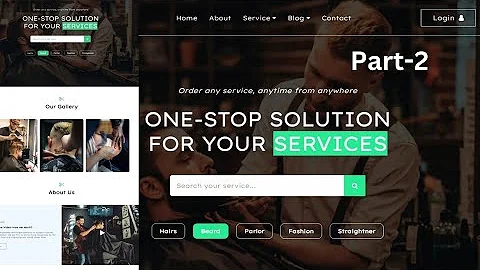 Home About Service Blog Contact Login
Part-2
Order any service, anytime from anywhere
ONE-STOP SOLUTION
FOR YOUR SERVICES
Search your service...
Hairs Beard Parlor Fashion Straightner
ONE-STOP SOLUTION
FOR YOUR SERVICES
Our Gallery
About Us